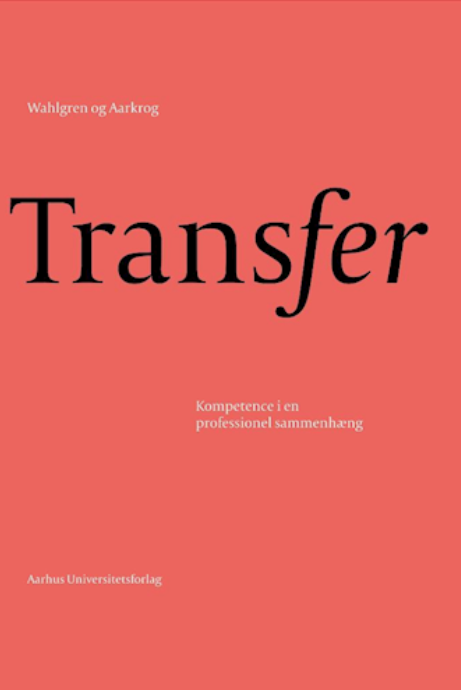 Wahlgren og Aarkrog
Transfer
Kompetence i en
professionel sammenhæng
Aarhus Universitetsforlag